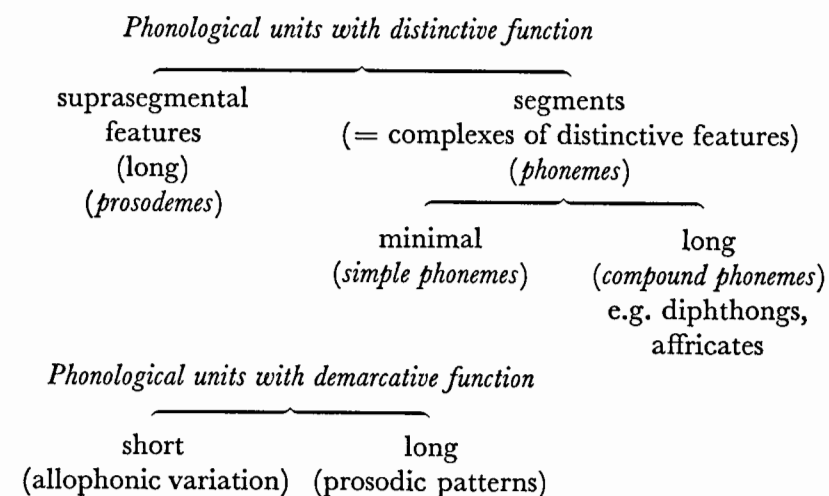 Phonological units with distinctive function
suprasegmental
features
(long)
(prosodemes)
segments
(= complexes of distinctive features)
(phonemes)
minimal
(simple phonemes)
long
(compound phonemes)
e.g. diphthongs,
affricates
Phonological units with demarcative function
short
(allophonic variation)
long
(prosodic patterns)